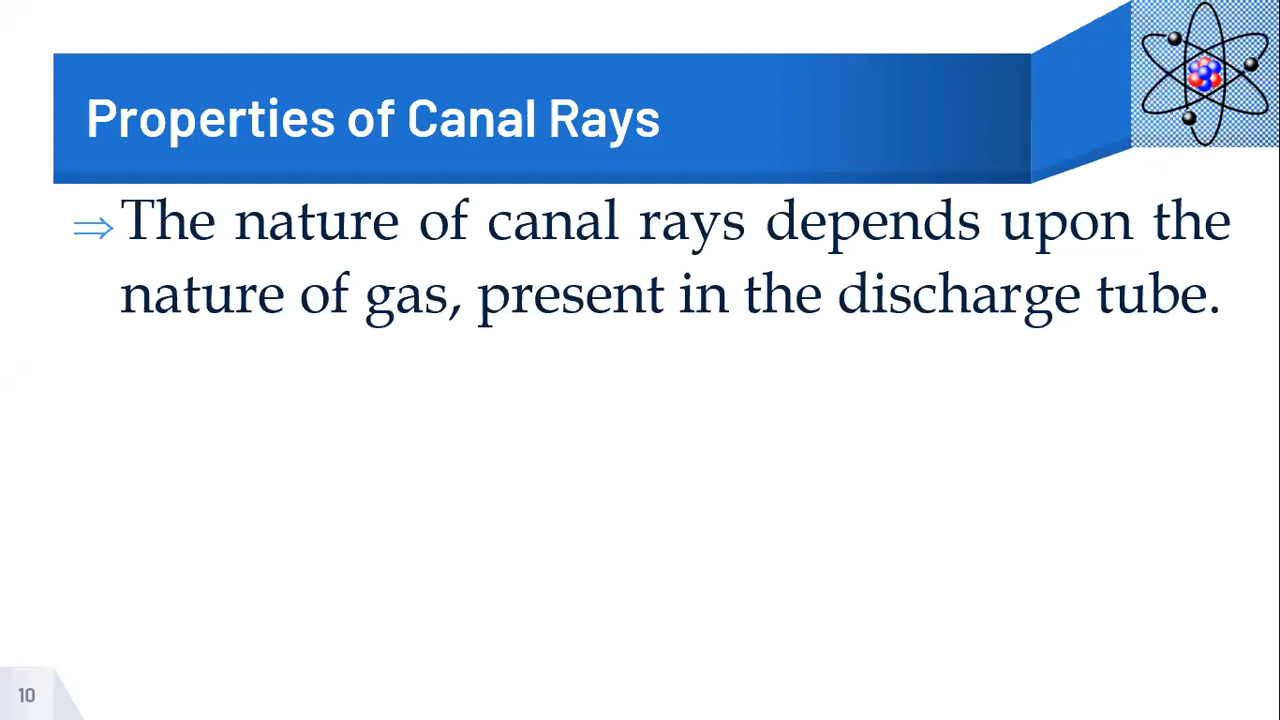 Properties of Canal Rays
⇒The nature of canal rays depends upon the
nature of gas, present in the discharge tube.
10